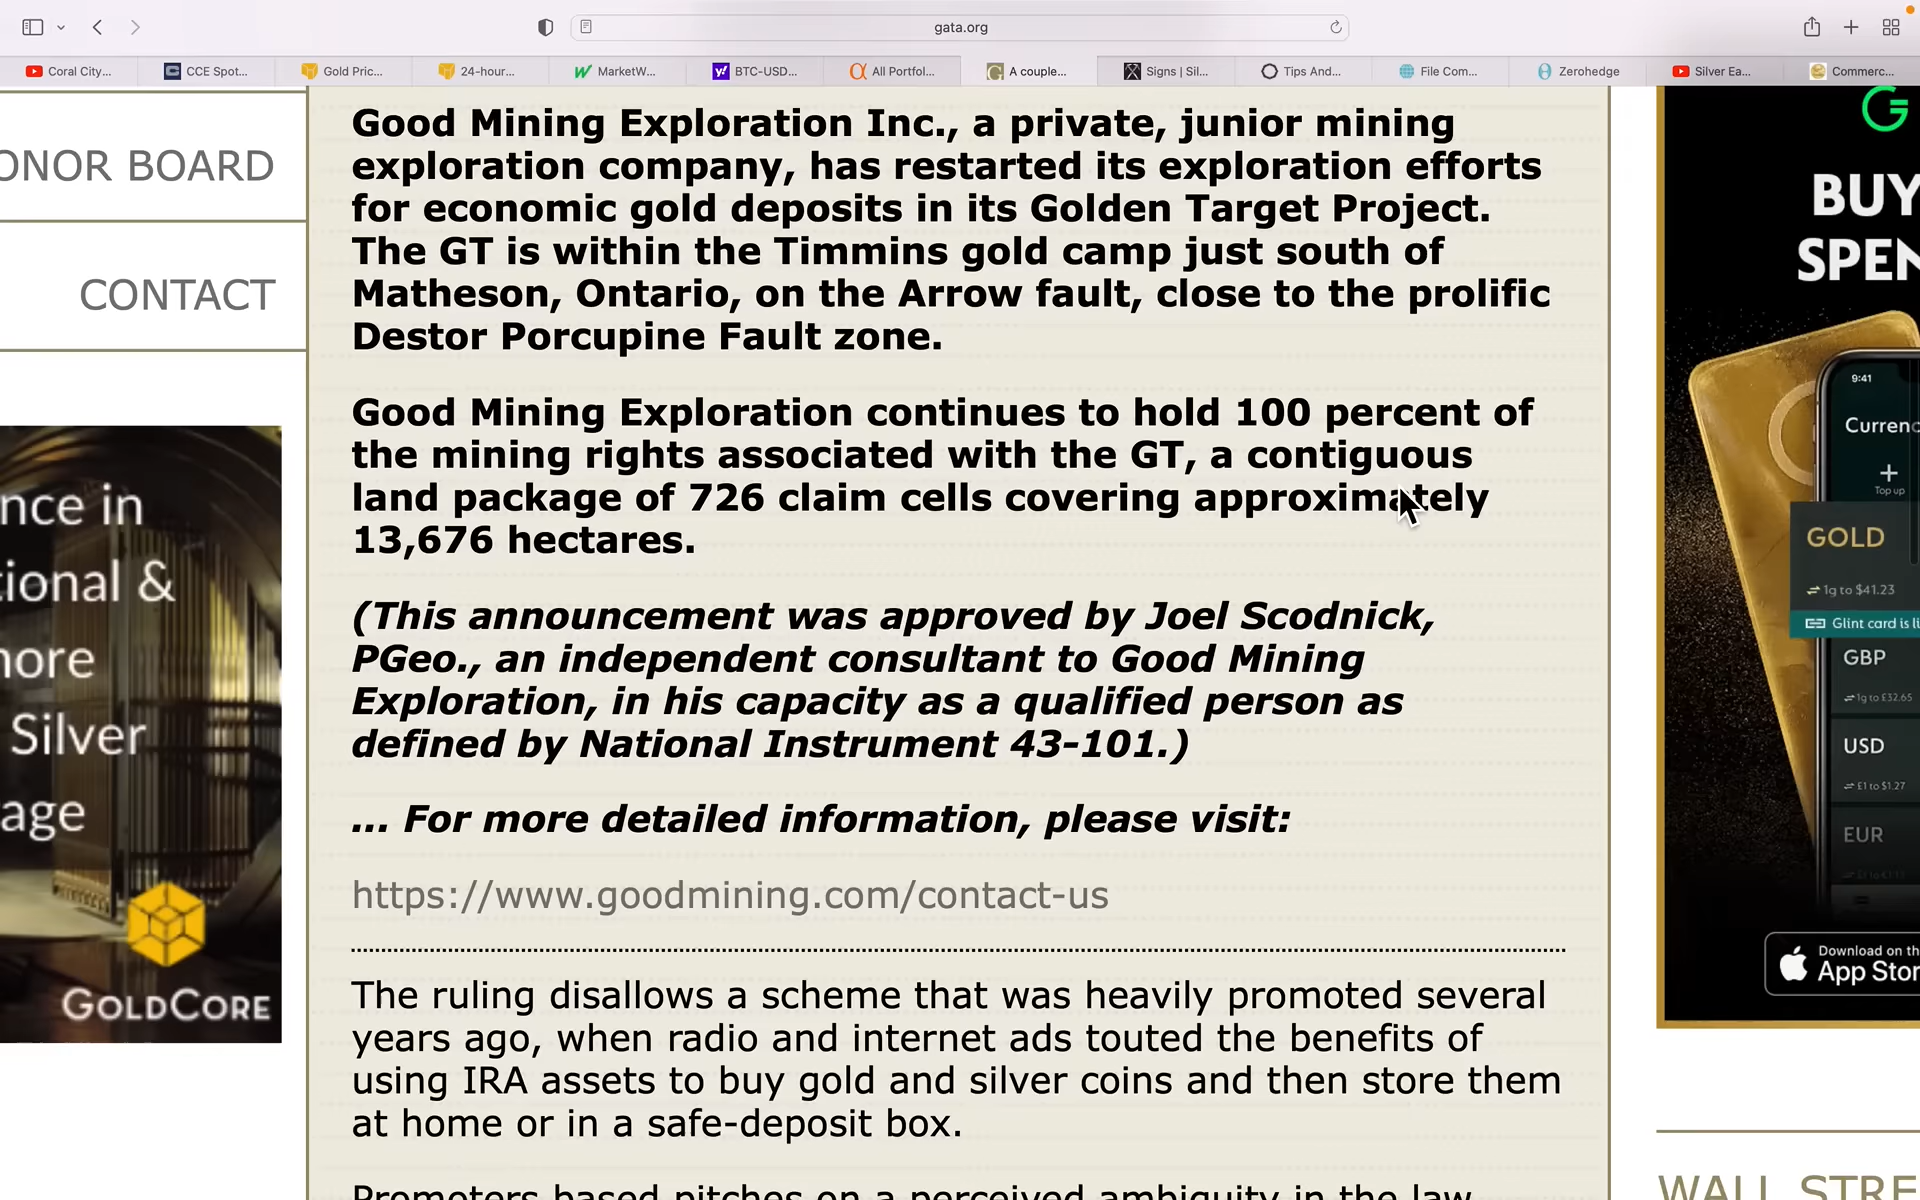 gata.org
Coral City...
CCE Spot...
Gold Pric...
24-hour...
MarketW...
BTC-USD...
All Portfol...
A couple...
Signs | Sil...
Tips And...
File Com...
Zerohedge
Silver Ea...
Commerc...
ONOR BOARD
CONTACT
nce in
tional &
more
Silver
age
GOLDCORE
Good Mining Exploration Inc., a private, junior mining
exploration company, has restarted its exploration efforts
for economic gold deposits in its Golden Target Project.
The GT is within the Timmins gold camp just south of
Matheson, Ontario, on the Arrow fault, close to the prolific
Destor Porcupine Fault zone.
Good Mining Exploration continues to hold 100 percent of
the mining rights associated with the GT, a contiguous
land package of 726 claim cells covering approximately
13,676 hectares.
(This announcement was approved by Joel Scodnick,
PGeo., an independent consultant to Good Mining
Exploration, in his capacity as a qualified person as
defined by National Instrument 43-101.)
... For more detailed information, please visit:
https://www.goodmining.com/contact-us
The ruling disallows a scheme that was heavily promoted several
years ago, when radio and internet ads touted the benefits of
using IRA assets to buy gold and silver coins and then store them
at home or in a safe-deposit box.
Promoters based pitches on a perceived ambiguity in the law
BUY
SPEN
9:41
Currenc
Top up
GOLD
1g to $41.23
Glint card is li
GBP
1g to £32.65
USD
£1 to $1.27
EUR
Download on th
App Stor
WALL STRE